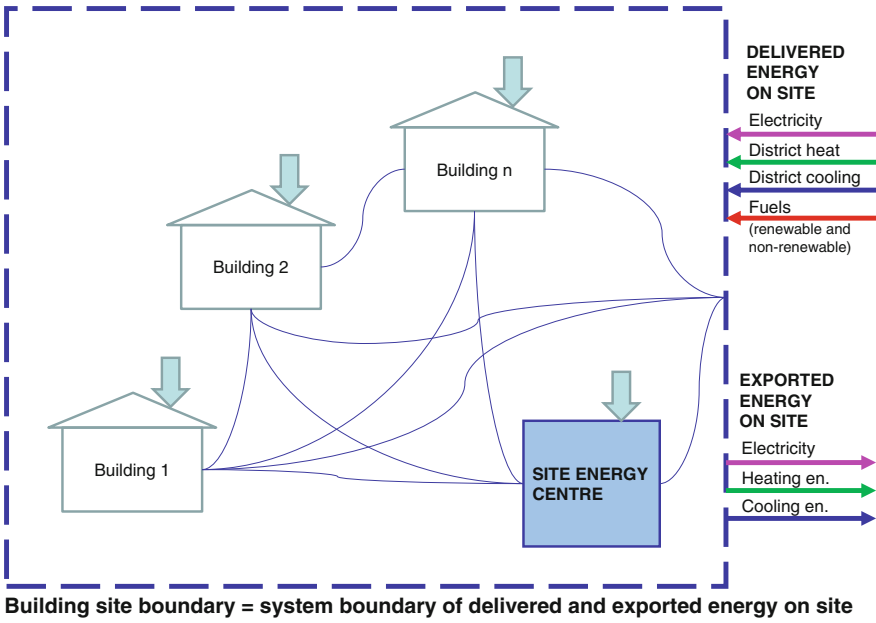 DELIVERED
ENERGY
ON SITE
Electricity
District heat
District cooling
Fuels
(renewable and
non-renewable)
Building n
Building 2
Building 1
SITE ENERGY
CENTRE
EXPORTED
ENERGY
ON SITE
Electricity
Heating en.
Cooling en.
Building site boundary = system boundary of delivered and exported energy on site